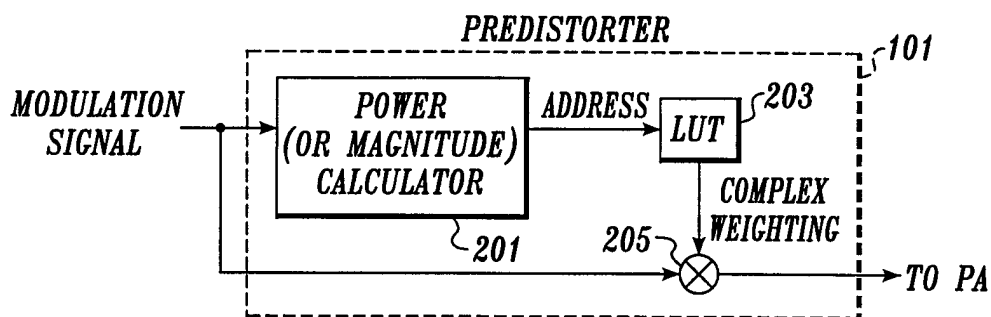 PREDISTORTER
101
MODULATION
SIGNAL
POWER
(OR MAGNITUDE)
CALCULATOR
ADDRESS
203
LUT
COMPLEX
WEIGHTING
201
205
TO PA